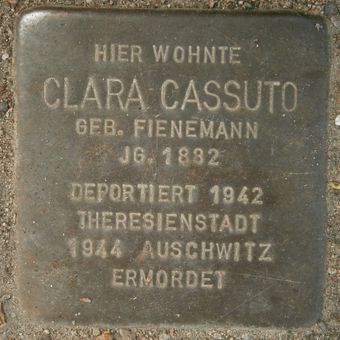 HIER WOHNTE
CLARA CASSUTO
GEB. FIENEMANN
JG. 1882
DEPORTIERT 1942
THERESIENSTADT
1944 AUSCHWITZ
ERMORDET